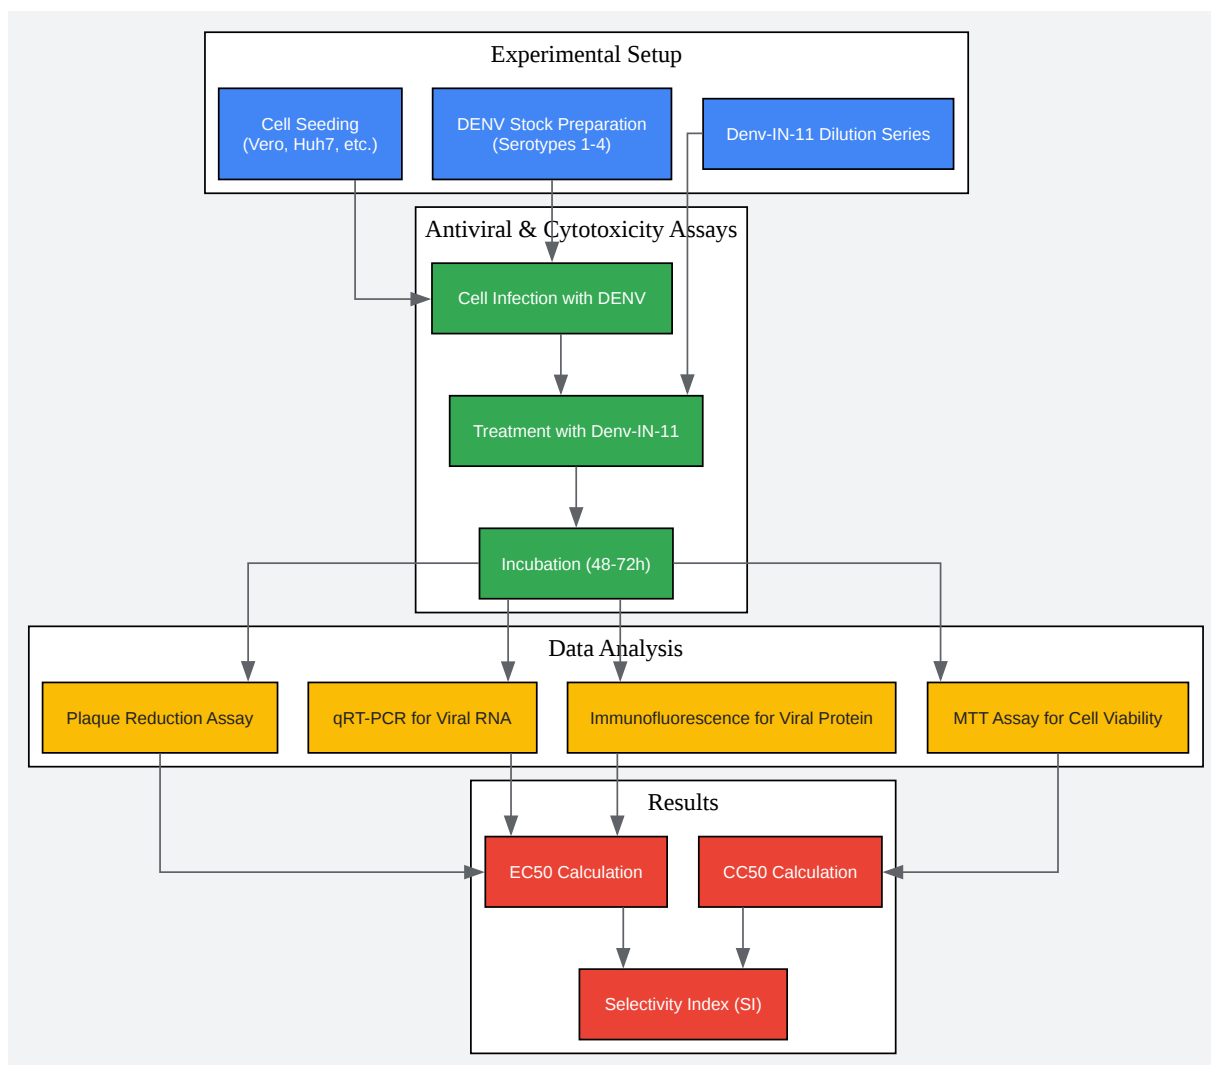 Experimental Setup
Cell Seeding
(Vero, Huh7, etc.)
DENV Stock Preparation
(Serotypes 1-4)
Denv-IN-11 Dilution Series
Antiviral & Cytotoxicity Assays
Cell Infection with DENV
Treatment with Denv-IN-11
Incubation (48-72h)
Data Analysis
Plaque Reduction Assay
qRT-PCR for Viral RNA
Immunofluorescence for Viral Protein
MTT Assay for Cell Viability
Results
EC50 Calculation
CC50 Calculation
Selectivity Index (SI)